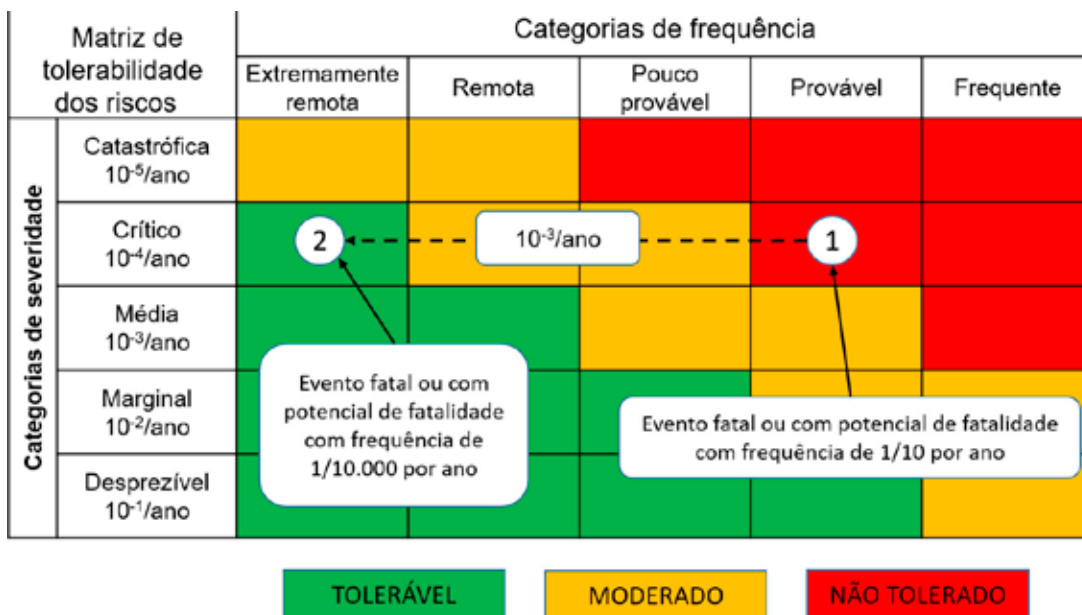 Matriz de
tolerabilidade
dos riscos
Categorias de frequência
Extremamente
remota
Remota
Pouco
provável
Provável
Frequente
Categorias de severidade
Catastrófica
10⁻⁵/ano
Crítico
10⁻⁴/ano
2
10⁻³/ano
1
Média
10⁻³/ano
Marginal
10⁻²/ano
Desprezível
10⁻¹/ano
Evento fatal ou com
potencial de fatalidade
com frequência de
1/10.000 por ano
Evento fatal ou com potencial de fatalidade
com frequência de 1/10 por ano
TOLERÁVEL
MODERADO
NÃO TOLERADO